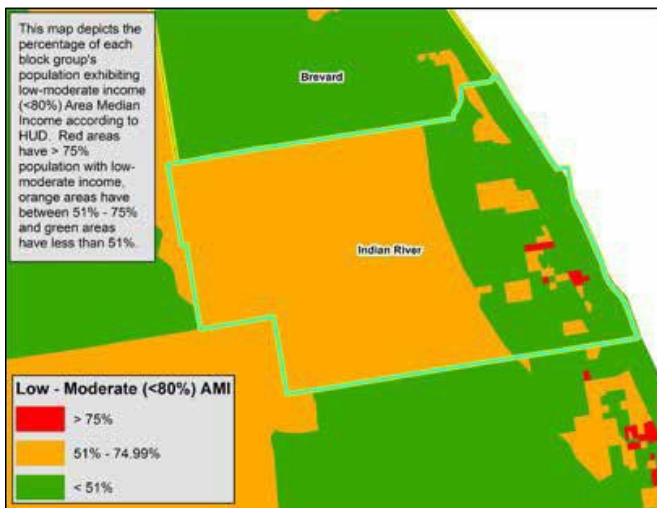 This map depicts the
percentage of each
block group's
population exhibiting
low-moderate income
(<80%) Area Median
Income according to
HUD. Red areas
have > 75%
population with low-
moderate income,
orange areas have
between 51% - 75%
and green areas
have less than 51%.
Brevard
Indian River
Low - Moderate (<80%) AMI
> 75%
51% - 74.99%
< 51%